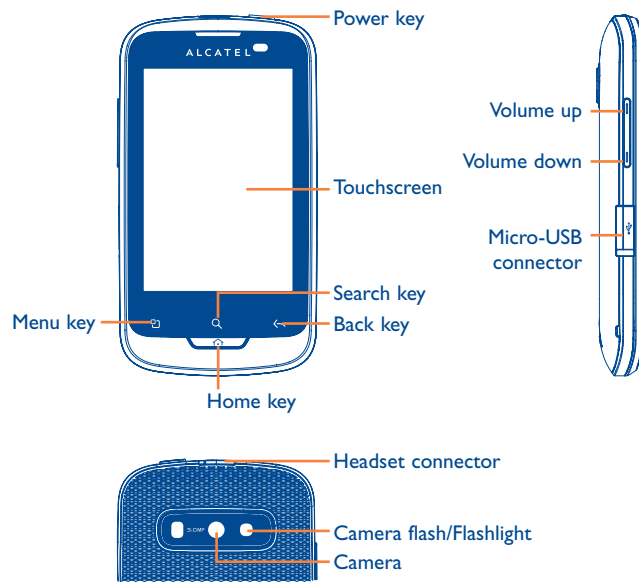 Power key
ALCATEL
Volume up
Volume down
Touchscreen
Micro-USB
connector
Search key
Menu key
Back key
Home key
Headset connector
Camera flash/Flashlight
Camera